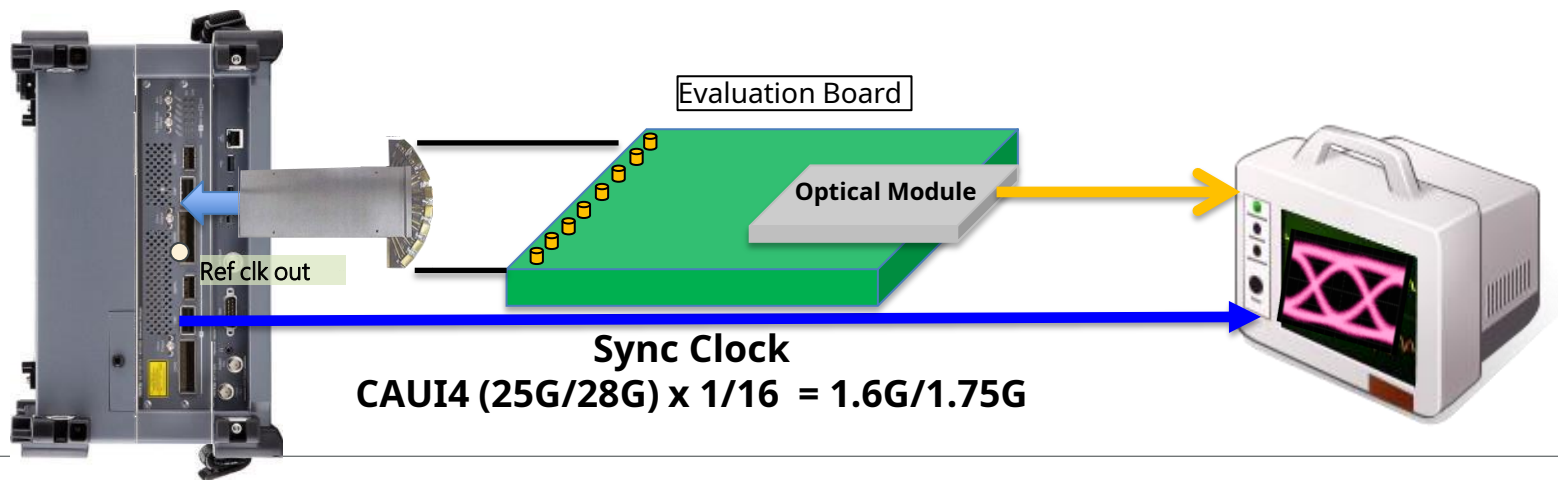 Evaluation Board
Optical Module
Ref clk out
Sync Clock
CAUI4 (25G/28G) x 1/16 = 1.6G/1.75G